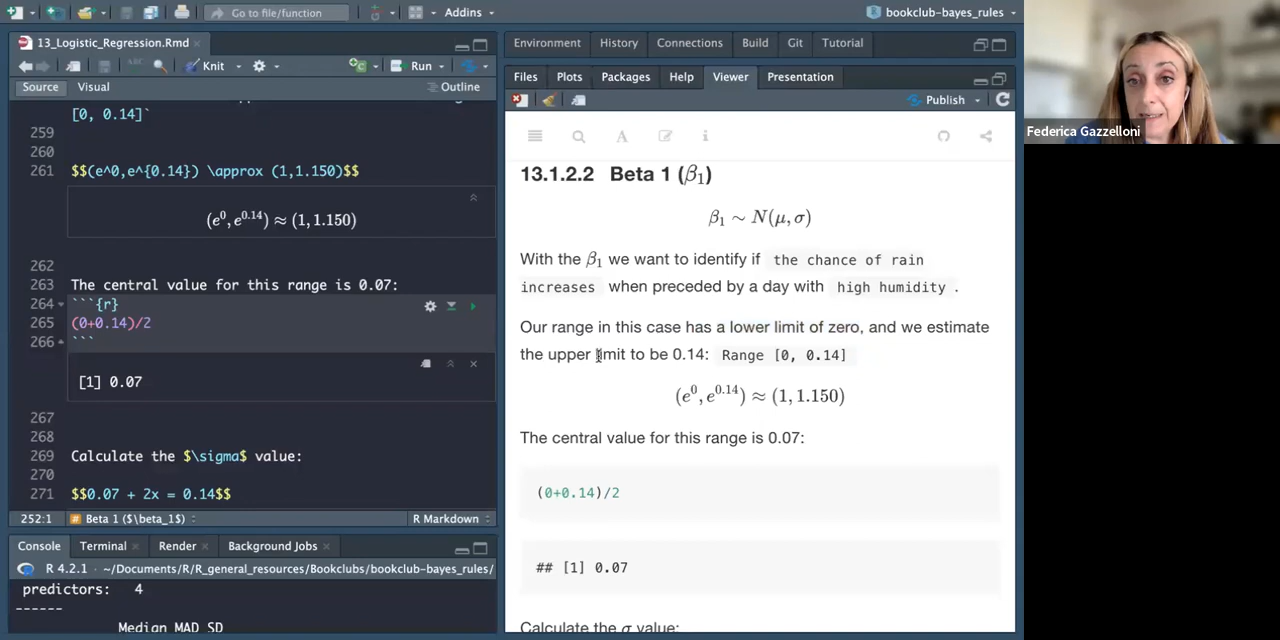 Go to file/function
Addins
bookclub-bayes_rules
13_Logistic_Regression.Rmd
Knit
Run
Source
Visual
Outline
[0, 0.14]`
259
260
261 $$(e^0,e^{0.14}) \approx (1,1.150)$$
(e⁰, e⁰·¹⁴) ≈ (1, 1.150)
262
263 The central value for this range is 0.07:
264 ```{r}
265 (0+0.14)/2
266 ```
[1] 0.07
267
268
269 Calculate the $\sigma$ value:
270
271 $$0.07 + 2x = 0.14$$
252:1
Beta 1 ($\beta_1$)
R Markdown
Console
Terminal
Render
Background Jobs
R 4.2.1 · ~/Documents/R/R_general_resources/Bookclubs/bookclub-bayes_rules/
predictors: 4
------
Median MAD_SD
Environment
History
Connections
Build
Git
Tutorial
Files
Plots
Packages
Help
Viewer
Presentation
Publish
A
13.1.2.2 Beta 1 (β₁)
β₁ ~ N(μ, σ)
With the β₁ we want to identify if the chance of rain
increases when preceded by a day with high humidity .
Our range in this case has a lower limit of zero, and we estimate
the upper limit to be 0.14: Range [0, 0.14]
(e⁰, e⁰·¹⁴) ≈ (1, 1.150)
The central value for this range is 0.07:
(0+0.14)/2
## [1] 0.07
Calculate the σ value:
Federica Gazzelloni